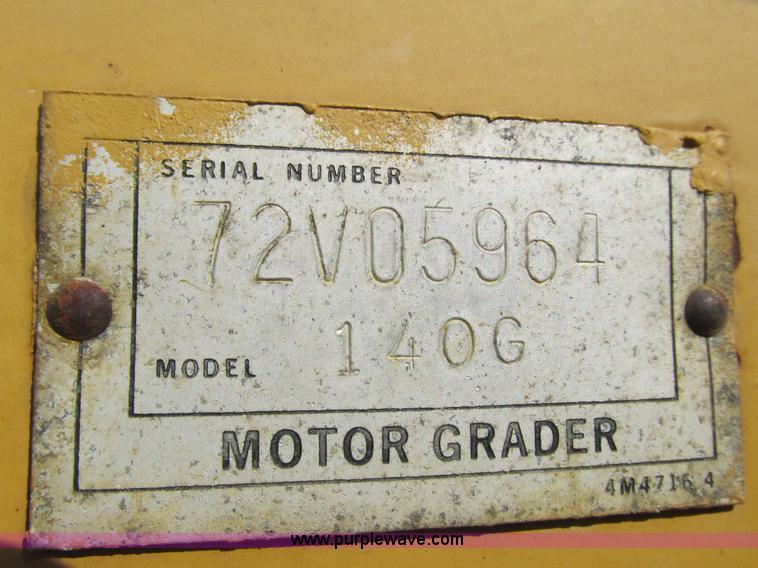 SERIAL NUMBER
72V05964
MODEL 140G
MOTOR GRADER
4M4716 4
www.purplewave.com